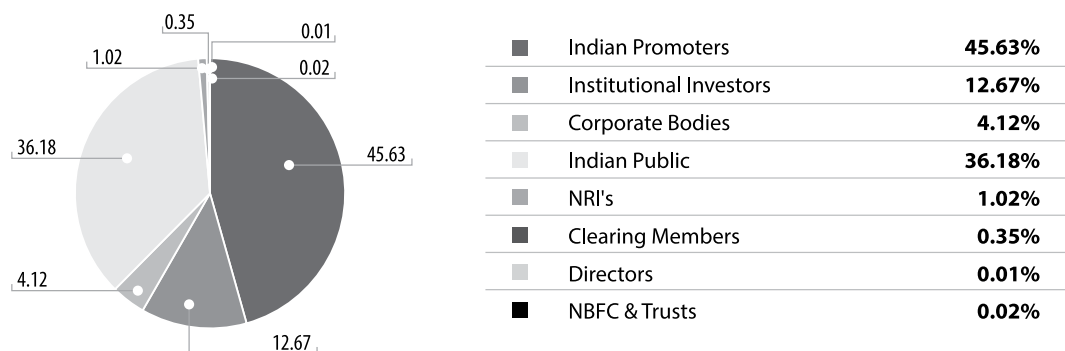 0.35
0.01
1.02
0.02
36.18
45.63
4.12
12.67
Indian Promoters 45.63%
Institutional Investors 12.67%
Corporate Bodies 4.12%
Indian Public 36.18%
NRI's 1.02%
Clearing Members 0.35%
Directors 0.01%
NBFC & Trusts 0.02%